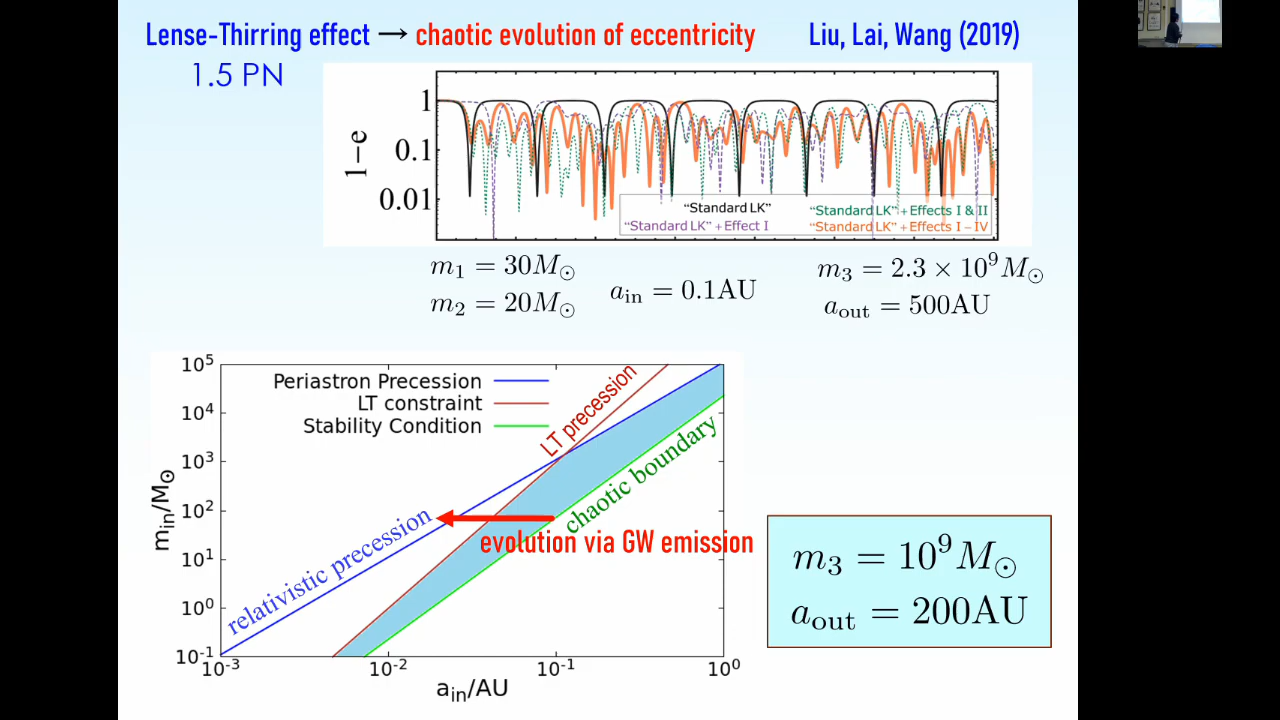 Lense-Thirring effect → chaotic evolution of eccentricity Liu, Lai, Wang (2019)
1.5 PN
1
0.1
0.01
1−e
"Standard LK"
"Standard LK" + Effects I & II
"Standard LK" + Effect I
"Standard LK" + Effects I − IV
m₁ = 30M⊙
m₂ = 20M⊙
a_in = 0.1AU
m₃ = 2.3 × 10⁹M⊙
a_out = 500AU
Periastron Precession
LT constraint
Stability Condition
LT precession
relativistic precession
chaotic boundary
evolution via GW emission
10⁵
10⁴
10³
10²
10¹
10⁰
10⁻¹
m_in/M⊙
10⁻³ 10⁻² 10⁻¹ 10⁰
a_in/AU
m₃ = 10⁹M⊙
a_out = 200AU